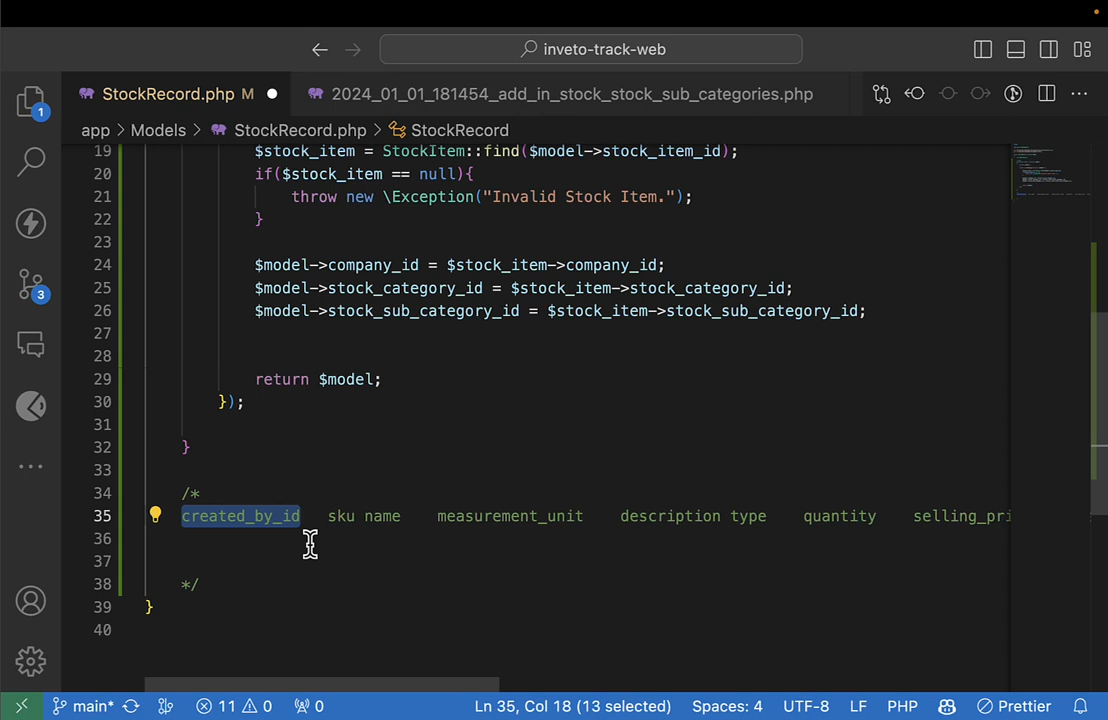 inveto-track-web
StockRecord.php M
2024_01_01_181454_add_in_stock_stock_sub_categories.php
app > Models > StockRecord.php > StockRecord
1
3
19 $stock_item = StockItem::find($model->stock_item_id);
20 if($stock_item == null){
21 throw new \Exception("Invalid Stock Item.");
22 }
23
24 $model->company_id = $stock_item->company_id;
25 $model->stock_category_id = $stock_item->stock_category_id;
26 $model->stock_sub_category_id = $stock_item->stock_sub_category_id;
27
28
29 return $model;
30 });
31
32 }
33
34 /*
35 created_by_id sku name measurement_unit description type quantity selling_pri
36
37
38 */
39 }
40
main* 11 0 0 Ln 35, Col 18 (13 selected) Spaces: 4 UTF-8 LF PHP Prettier